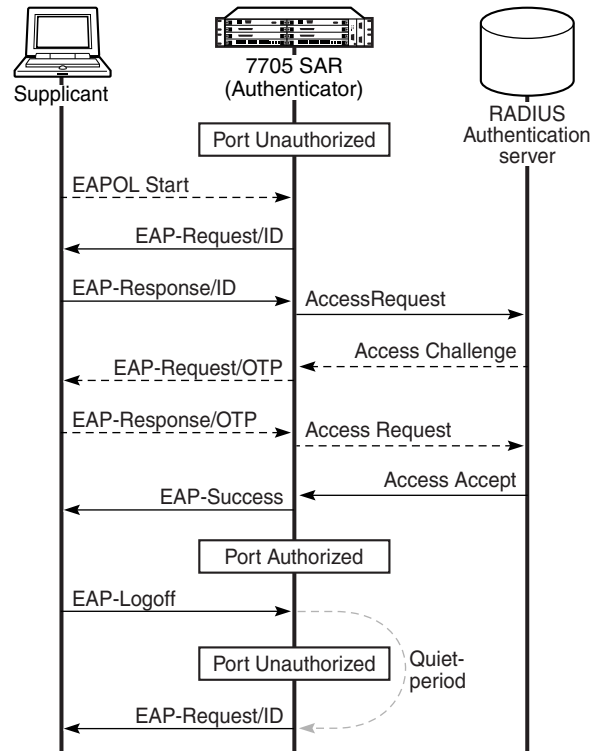 Supplicant
7705 SAR
(Authenticator)
RADIUS
Authentication
server
Port Unauthorized
EAPOL Start
EAP-Request/ID
EAP-Response/ID
AccessRequest
Access Challenge
EAP-Request/OTP
EAP-Response/OTP
Access Request
Access Accept
EAP-Success
Port Authorized
EAP-Logoff
Port Unauthorized
Quiet-
period
EAP-Request/ID